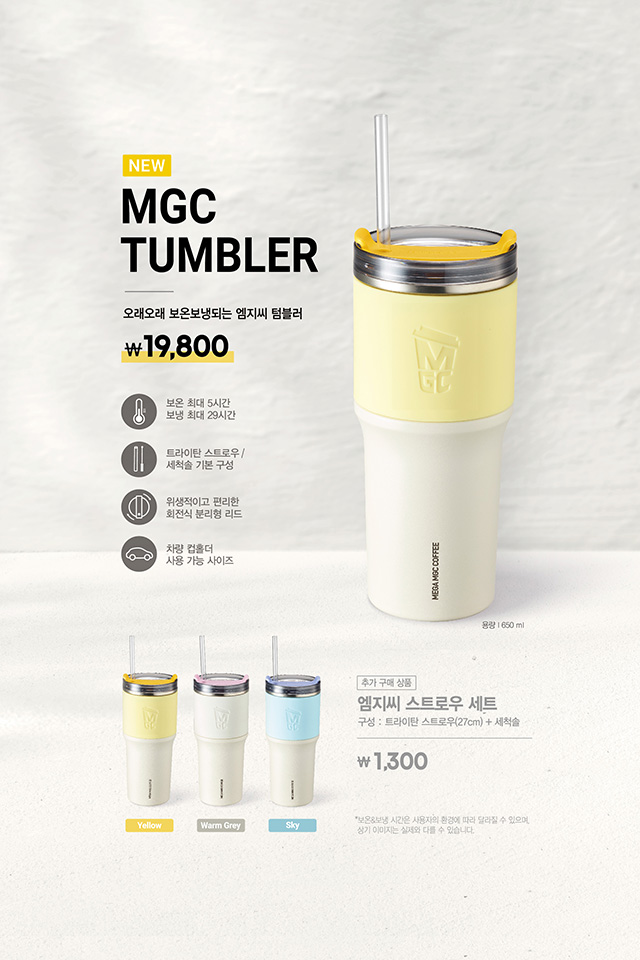 NEW
MGC
TUMBLER
오래오래 보온보냉되는 엠지씨 텀블러
₩19,800
보온 최대 5시간
보냉 최대 29시간
트라이탄 스트로우 /
세척솔 기본 구성
위생적이고 편리한
회전식 분리형 리드
차량 컵홀더
사용 가능 사이즈
M
GC
MEGA MGC COFFEE
용량 | 650 ml
Yellow
Warm Grey
Sky
추가 구매 상품
엠지씨 스트로우 세트
구성 : 트라이탄 스트로우(27cm) + 세척솔
₩1,300
*보온&보냉 시간은 사용자의 환경에 따라 달라질 수 있으며,
상기 이미지는 실제와 다를 수 있습니다.